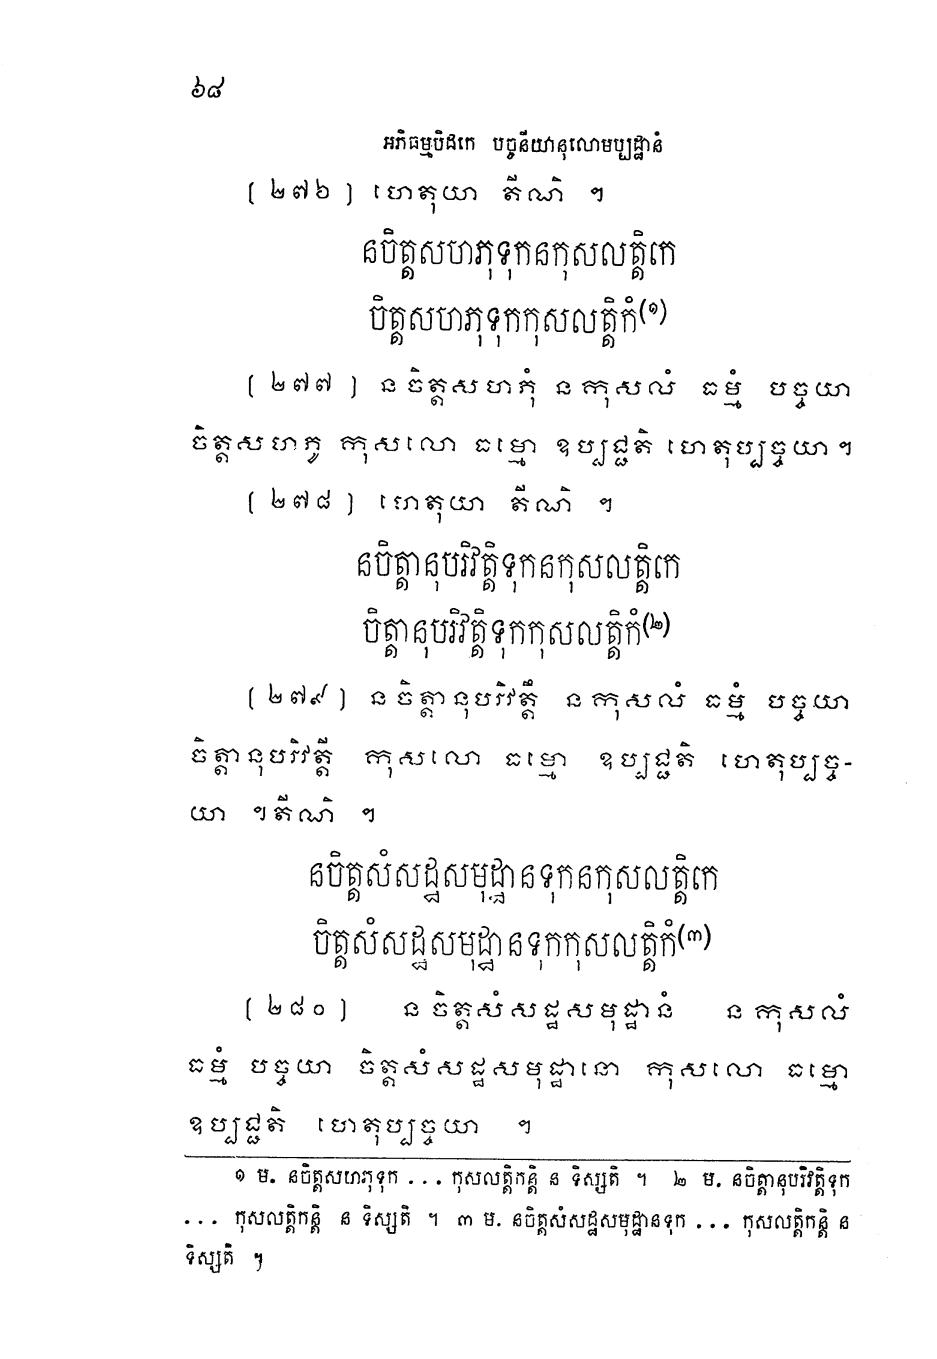 ៦៨
អភិធម្មបិដកេ បច្ចនីយានុលោមប្បដ្ឋានំ
[ ២៧៦ ] ហេតុយា តីណិ ។
នចិត្តសហភុទុកនកុសលត្តិកេ
ចិត្តសហភុទុកកុសលត្តិកំ(១)
[ ២៧៧ ] ន ចិត្តសហភុំ ន កុសលំ ធម្មំ បច្ចយា
ចិត្តសហភូ កុសលោ ធម្មោ ឧប្បជ្ជតិ ហេតុប្បច្ចយា ។
[ ២៧៨ ] ហេតុយា តីណិ ។
នចិត្តានុបរិវត្តិទុកនកុសលត្តិកេ
ចិត្តានុបរិវត្តិទុកកុសលត្តិកំ(២)
[ ២៧៩ ] ន ចិត្តានុបរិវត្តឹ ន កុសលំ ធម្មំ បច្ចយា
ចិត្តានុបរិវត្តី កុសលោ ធម្មោ ឧប្បជ្ជតិ ហេតុប្បច្ច-
យា ។ តីណិ ។
នចិត្តសំសដ្ឋសមុដ្ឋានទុកនកុសលត្តិកេ
ចិត្តសំសដ្ឋសមុដ្ឋានទុកកុសលត្តិកំ(៣)
[ ២៨០ ] ន ចិត្តសំសដ្ឋសមុដ្ឋានំ ន កុសលំ
ធម្មំ បច្ចយា ចិត្តសំសដ្ឋសមុដ្ឋានោ កុសលោ ធម្មោ
ឧប្បជ្ជតិ ហេតុប្បច្ចយា ។
១ ម. នចិត្តសហភុទុក ... កុសលត្តិកន្តិ ន ទិស្សតិ ។ ២ ម. នចិត្តានុបរិវត្តិទុក
... កុសលត្តិកន្តិ ន ទិស្សតិ ។ ៣ ម. នចិត្តសំសដ្ឋសមុដ្ឋានទុក ... កុសលត្តិកន្តិ ន
ទិស្សតិ ។